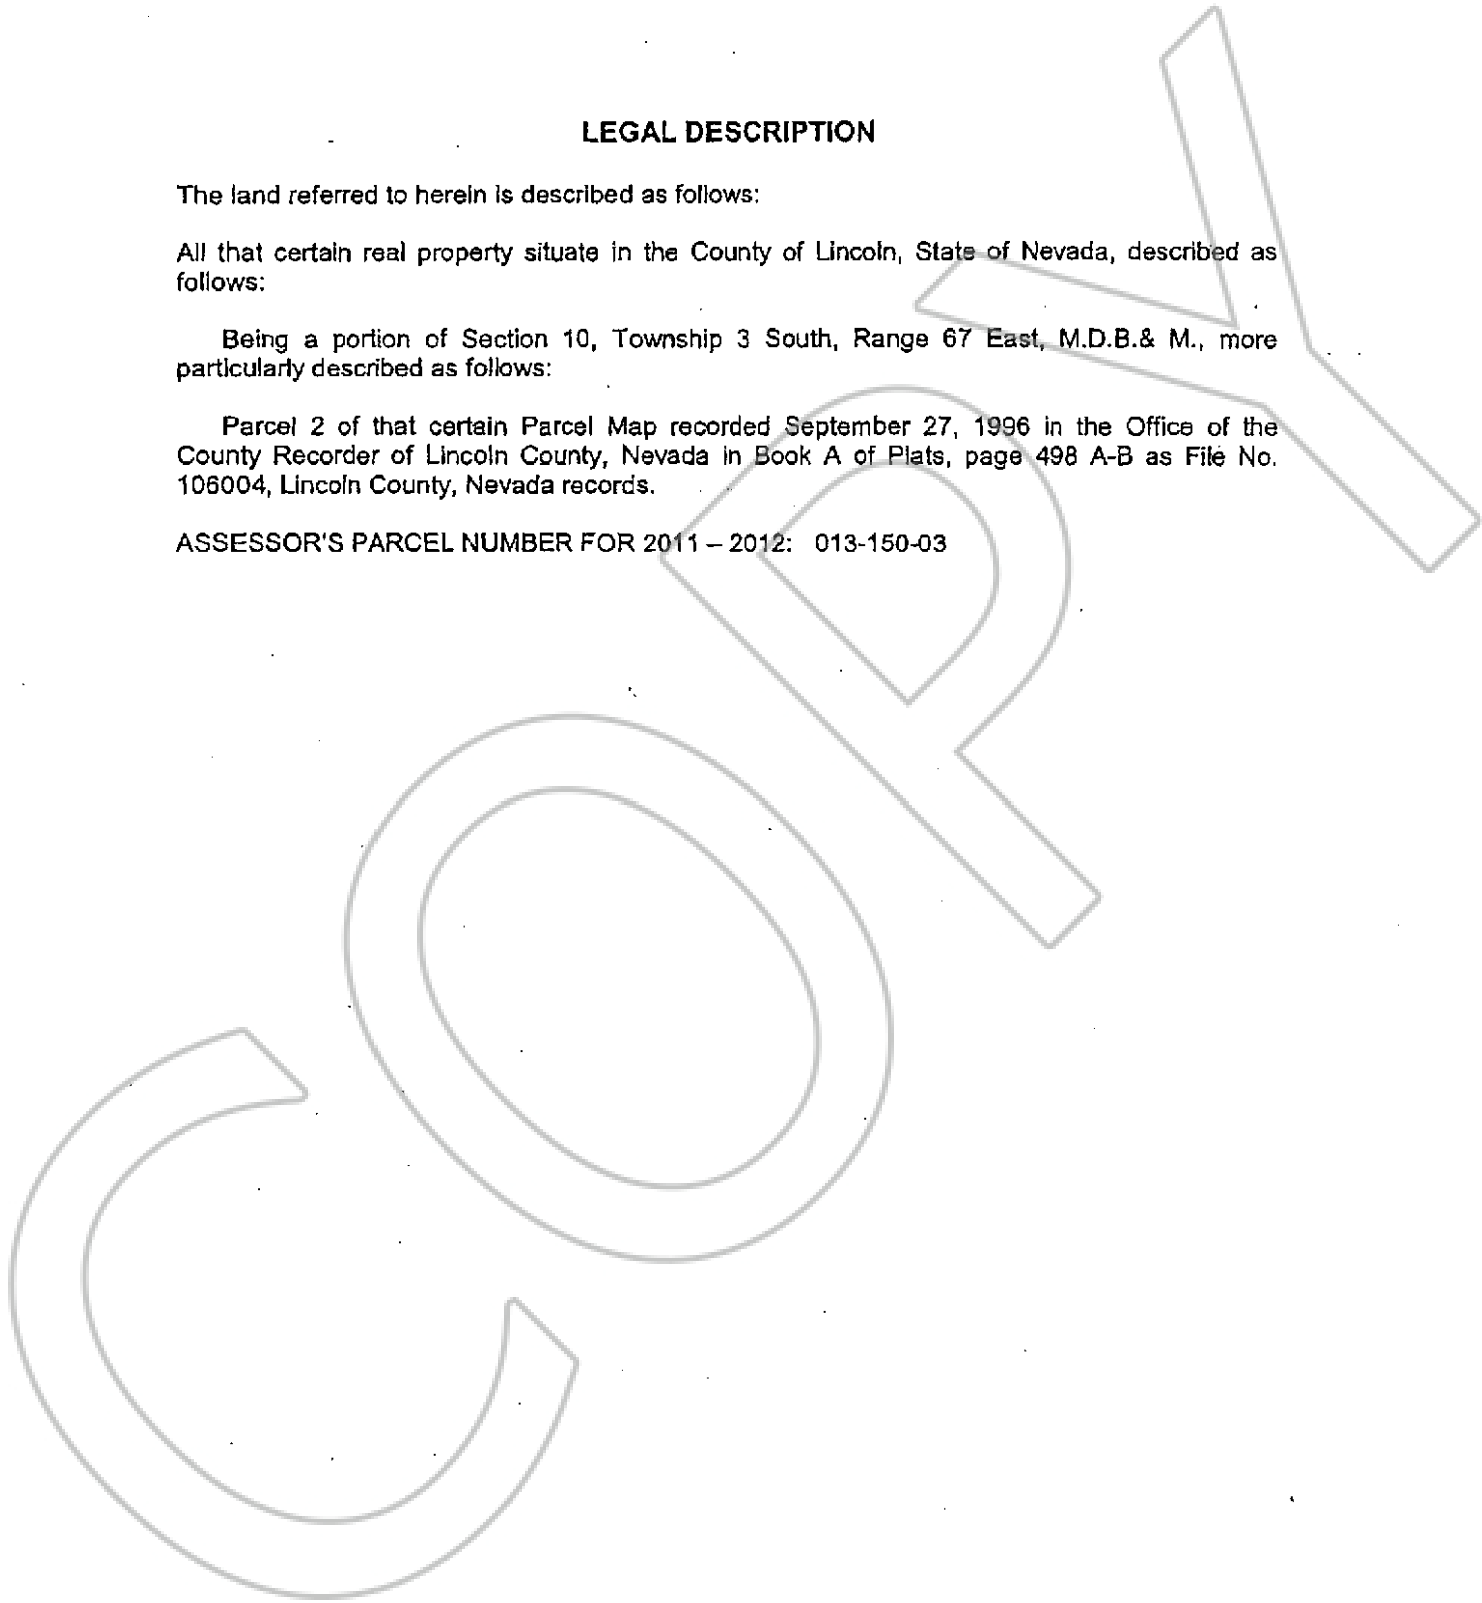 LEGAL DESCRIPTION
The land referred to herein is described as follows:
All that certain real property situate in the County of Lincoln, State of Nevada, described as
follows:
Being a portion of Section 10, Township 3 South, Range 67 East, M.D.B.& M., more
particularly described as follows:
Parcel 2 of that certain Parcel Map recorded September 27, 1996 in the Office of the
County Recorder of Lincoln County, Nevada in Book A of Plats, page 498 A-B as File No.
106004, Lincoln County, Nevada records.
ASSESSOR'S PARCEL NUMBER FOR 2011 – 2012: 013-150-03
COPY